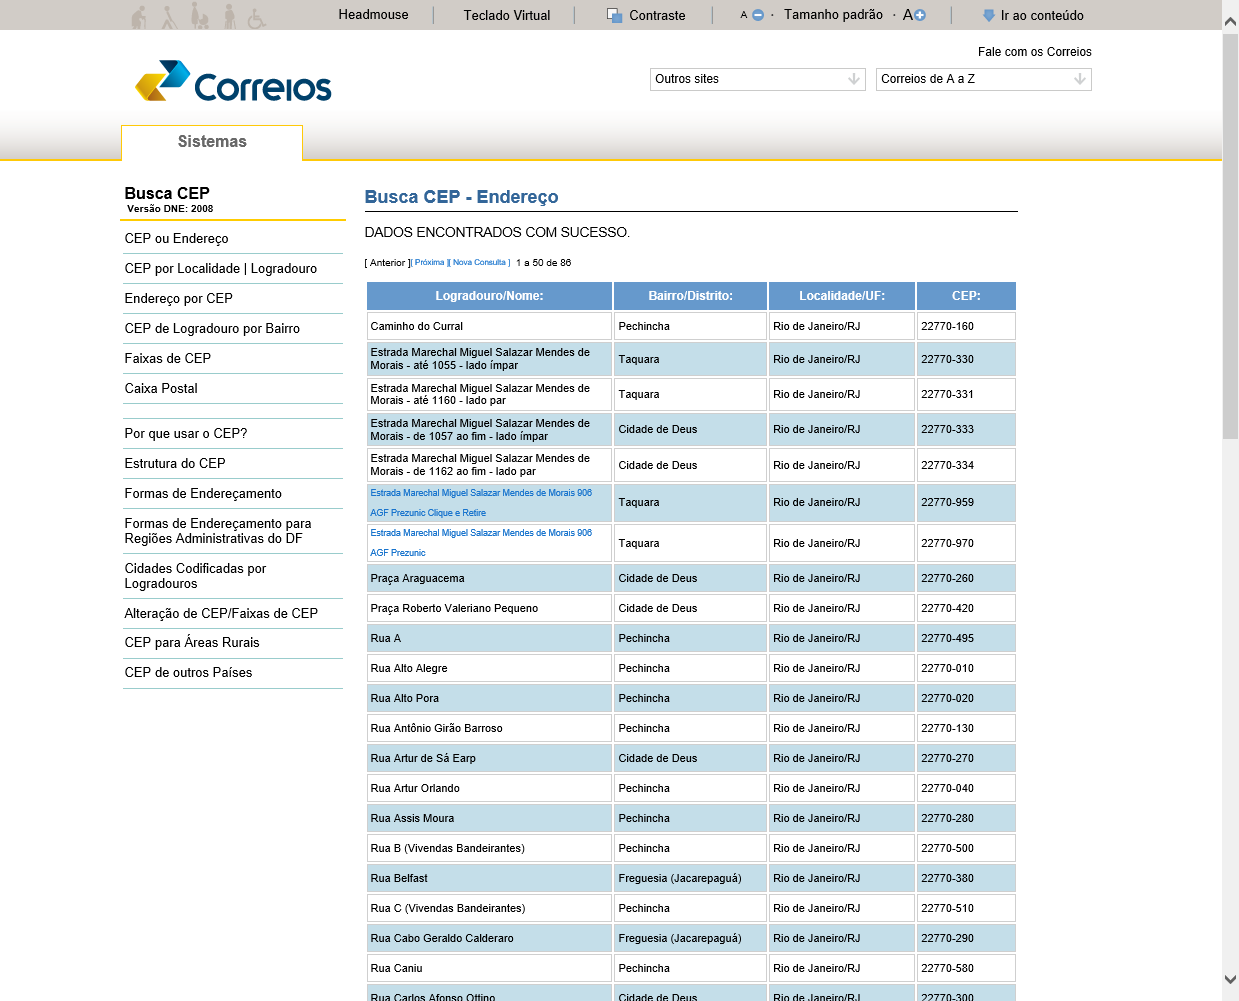 Headmouse
Teclado Virtual
Contraste
A · Tamanho padrão · A
Ir ao conteúdo
Fale com os Correios
Correios
Outros sites
Correios de A a Z
Sistemas
Busca CEP
Versão DNE: 2008
CEP ou Endereço
CEP por Localidade | Logradouro
Endereço por CEP
CEP de Logradouro por Bairro
Faixas de CEP
Caixa Postal
Por que usar o CEP?
Estrutura do CEP
Formas de Endereçamento
Formas de Endereçamento para
Regiões Administrativas do DF
Cidades Codificadas por
Logradouros
Alteração de CEP/Faixas de CEP
CEP para Áreas Rurais
CEP de outros Países
Busca CEP - Endereço
DADOS ENCONTRADOS COM SUCESSO.
[ Anterior ][ Próxima ][ Nova Consulta ] 1 a 50 de 86
Logradouro/Nome: Bairro/Distrito: Localidade/UF: CEP:
Caminho do Curral Pechincha Rio de Janeiro/RJ 22770-160
Estrada Marechal Miguel Salazar Mendes de
Morais - até 1055 - lado ímpar Taquara Rio de Janeiro/RJ 22770-330
Estrada Marechal Miguel Salazar Mendes de
Morais - até 1160 - lado par Taquara Rio de Janeiro/RJ 22770-331
Estrada Marechal Miguel Salazar Mendes de
Morais - de 1057 ao fim - lado ímpar Cidade de Deus Rio de Janeiro/RJ 22770-333
Estrada Marechal Miguel Salazar Mendes de
Morais - de 1162 ao fim - lado par Cidade de Deus Rio de Janeiro/RJ 22770-334
Estrada Marechal Miguel Salazar Mendes de Morais 906
AGF Prezunic Clique e Retire Taquara Rio de Janeiro/RJ 22770-959
Estrada Marechal Miguel Salazar Mendes de Morais 906
AGF Prezunic Taquara Rio de Janeiro/RJ 22770-970
Praça Araguacema Cidade de Deus Rio de Janeiro/RJ 22770-260
Praça Roberto Valeriano Pequeno Cidade de Deus Rio de Janeiro/RJ 22770-420
Rua A Pechincha Rio de Janeiro/RJ 22770-495
Rua Alto Alegre Pechincha Rio de Janeiro/RJ 22770-010
Rua Alto Pora Pechincha Rio de Janeiro/RJ 22770-020
Rua Antônio Girão Barroso Pechincha Rio de Janeiro/RJ 22770-130
Rua Artur de Sá Earp Cidade de Deus Rio de Janeiro/RJ 22770-270
Rua Artur Orlando Pechincha Rio de Janeiro/RJ 22770-040
Rua Assis Moura Pechincha Rio de Janeiro/RJ 22770-280
Rua B (Vivendas Bandeirantes) Pechincha Rio de Janeiro/RJ 22770-500
Rua Belfast Freguesia (Jacarepaguá) Rio de Janeiro/RJ 22770-380
Rua C (Vivendas Bandeirantes) Pechincha Rio de Janeiro/RJ 22770-510
Rua Cabo Geraldo Calderaro Freguesia (Jacarepaguá) Rio de Janeiro/RJ 22770-290
Rua Caniu Pechincha Rio de Janeiro/RJ 22770-580
Rua Carlos Afonso Ottino Cidade de Deus Rio de Janeiro/RJ 22770-300